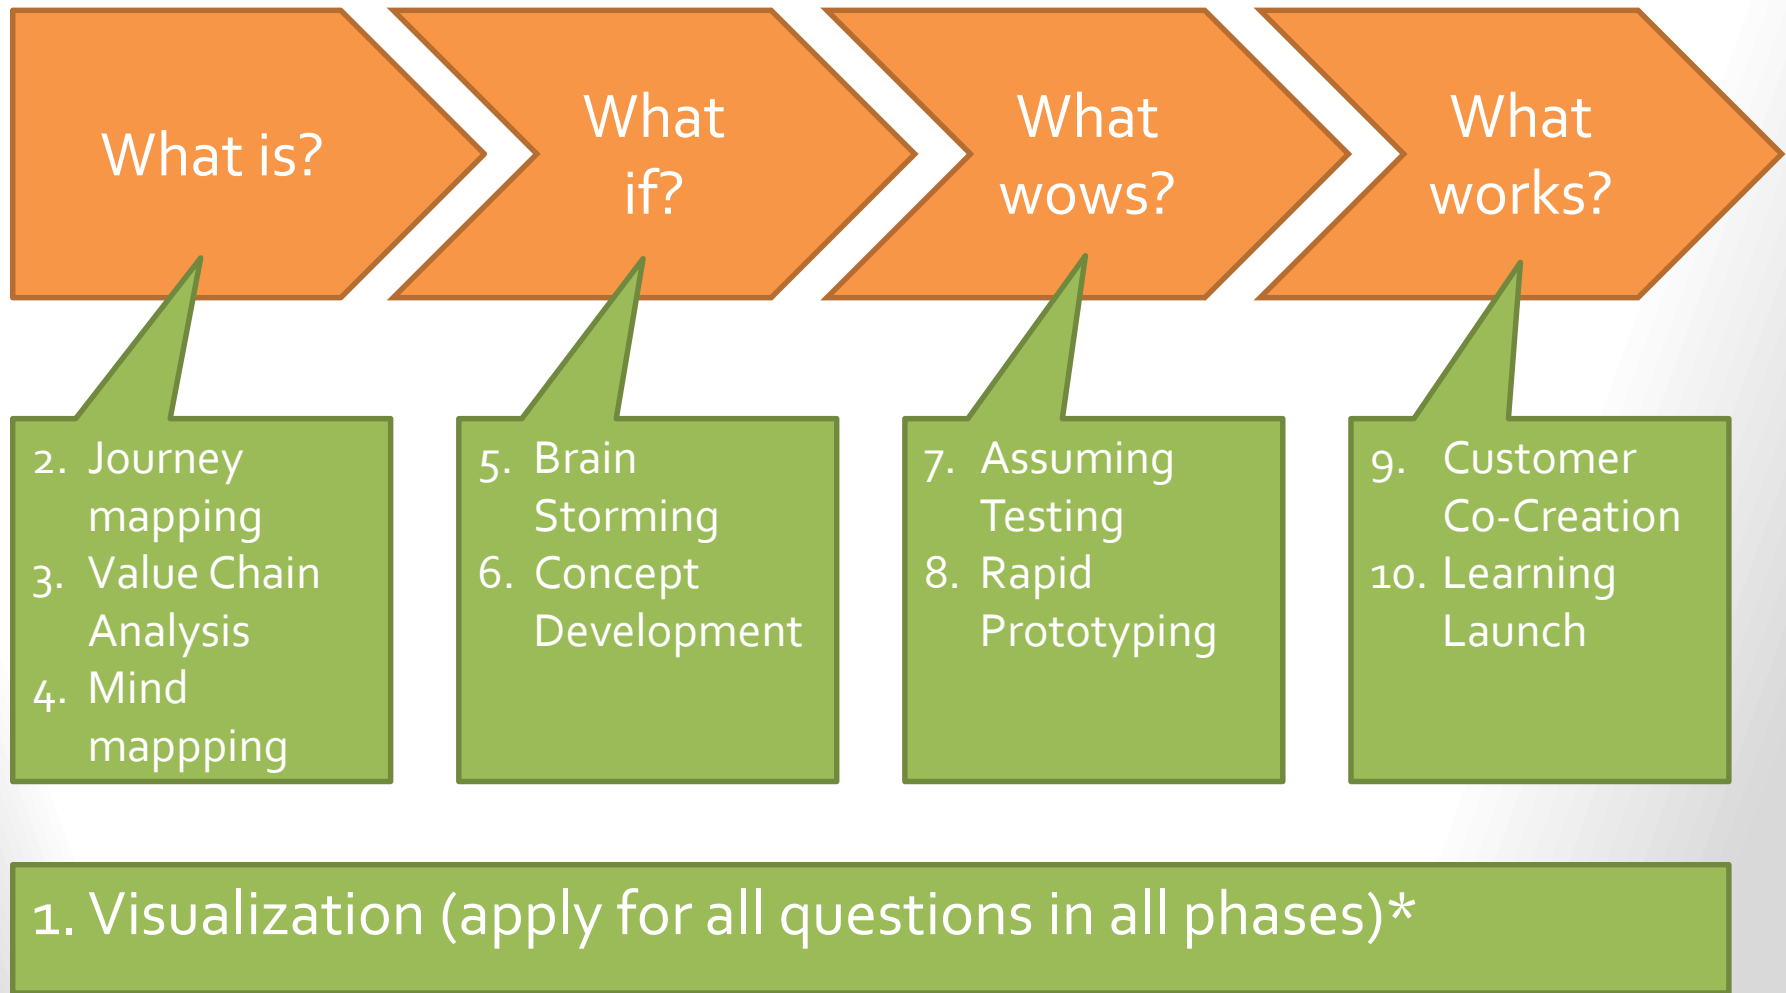 What is?
What
if?
What
wows?
What
works?
2. Journey
mapping
3. Value Chain
Analysis
4. Mind
mappping
5. Brain
Storming
6. Concept
Development
7. Assuming
Testing
8. Rapid
Prototyping
9. Customer
Co-Creation
10. Learning
Launch
1. Visualization (apply for all questions in all phases)*